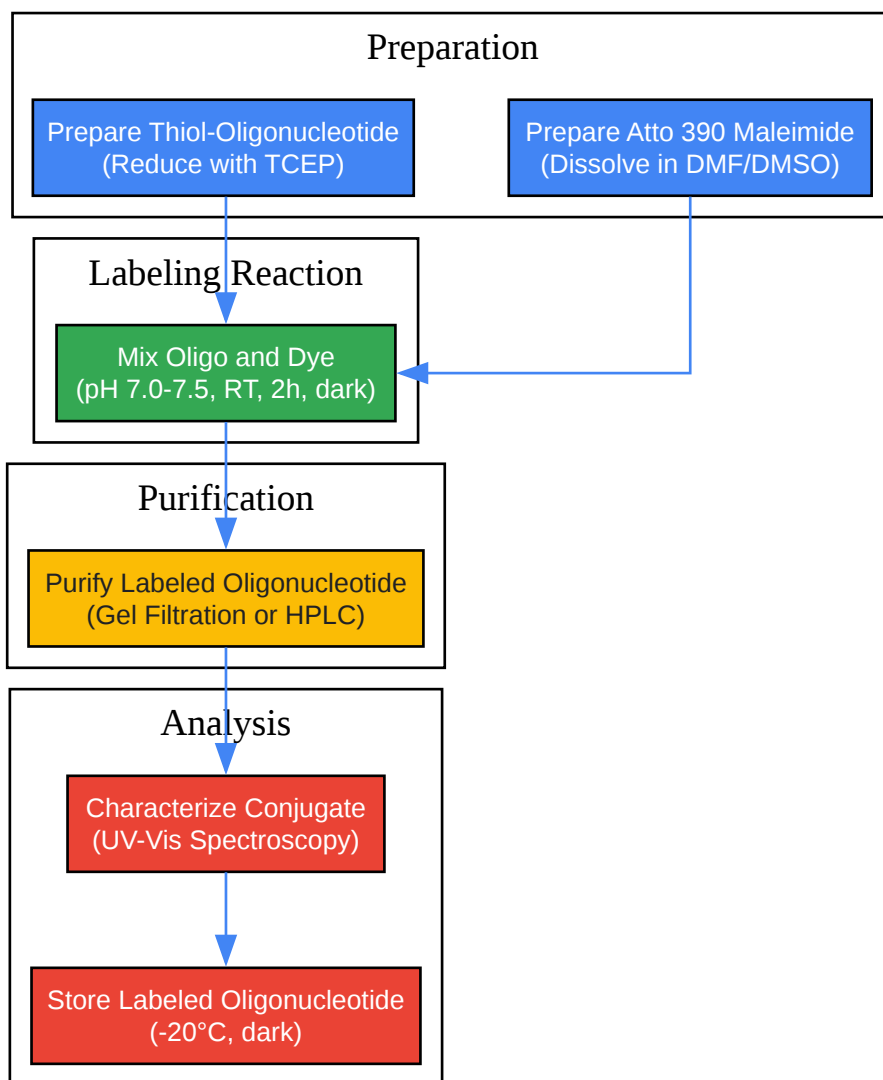 Preparation
Prepare Thiol-Oligonucleotide
(Reduce with TCEP)
Prepare Atto 390 Maleimide
(Dissolve in DMF/DMSO)
Labeling Reaction
Mix Oligo and Dye
(pH 7.0-7.5, RT, 2h, dark)
Purification
Purify Labeled Oligonucleotide
(Gel Filtration or HPLC)
Analysis
Characterize Conjugate
(UV-Vis Spectroscopy)
Store Labeled Oligonucleotide
(-20°C, dark)